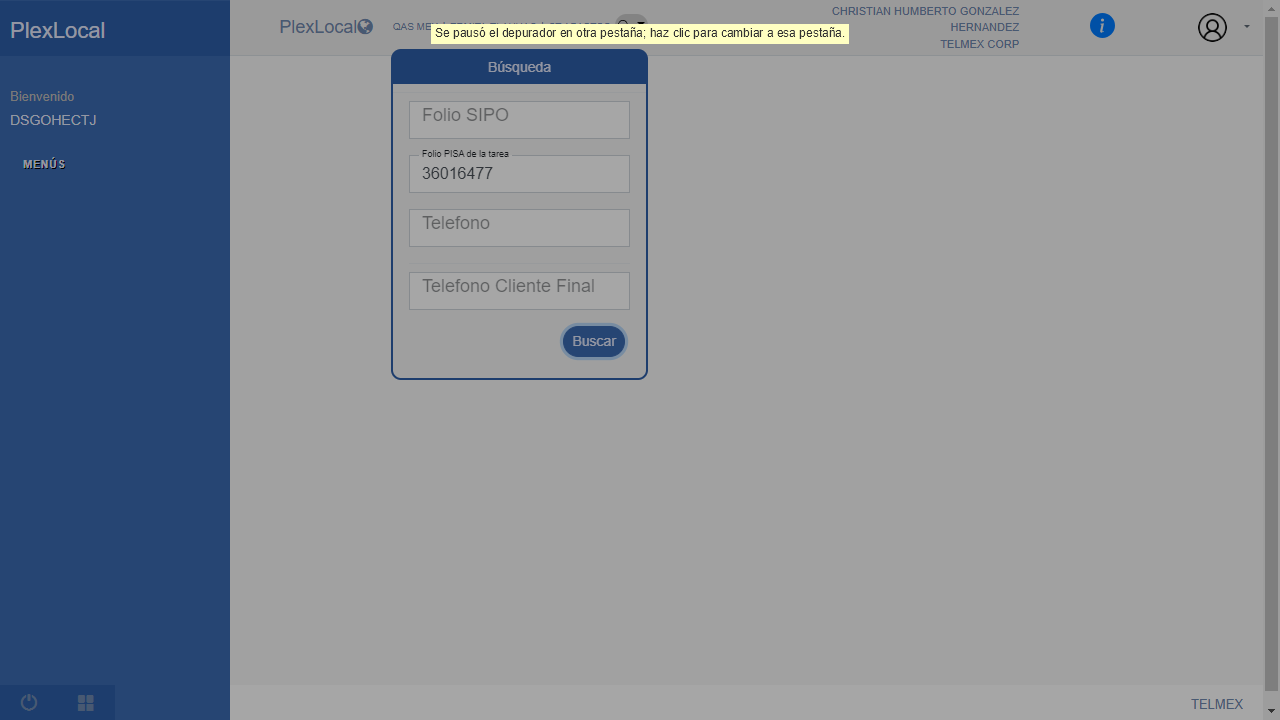 PlexLocal
Bienvenido
DSGOHECTJ
MENÚS
PlexLocal
QAS MEX
Se pausó el depurador en otra pestaña; haz clic para cambiar a esa pestaña.
CHRISTIAN HUMBERTO GONZALEZ
HERNANDEZ
TELMEX CORP
Búsqueda
Folio SIPO
Folio PISA de la tarea
36016477
Telefono
Telefono Cliente Final
Buscar
TELMEX